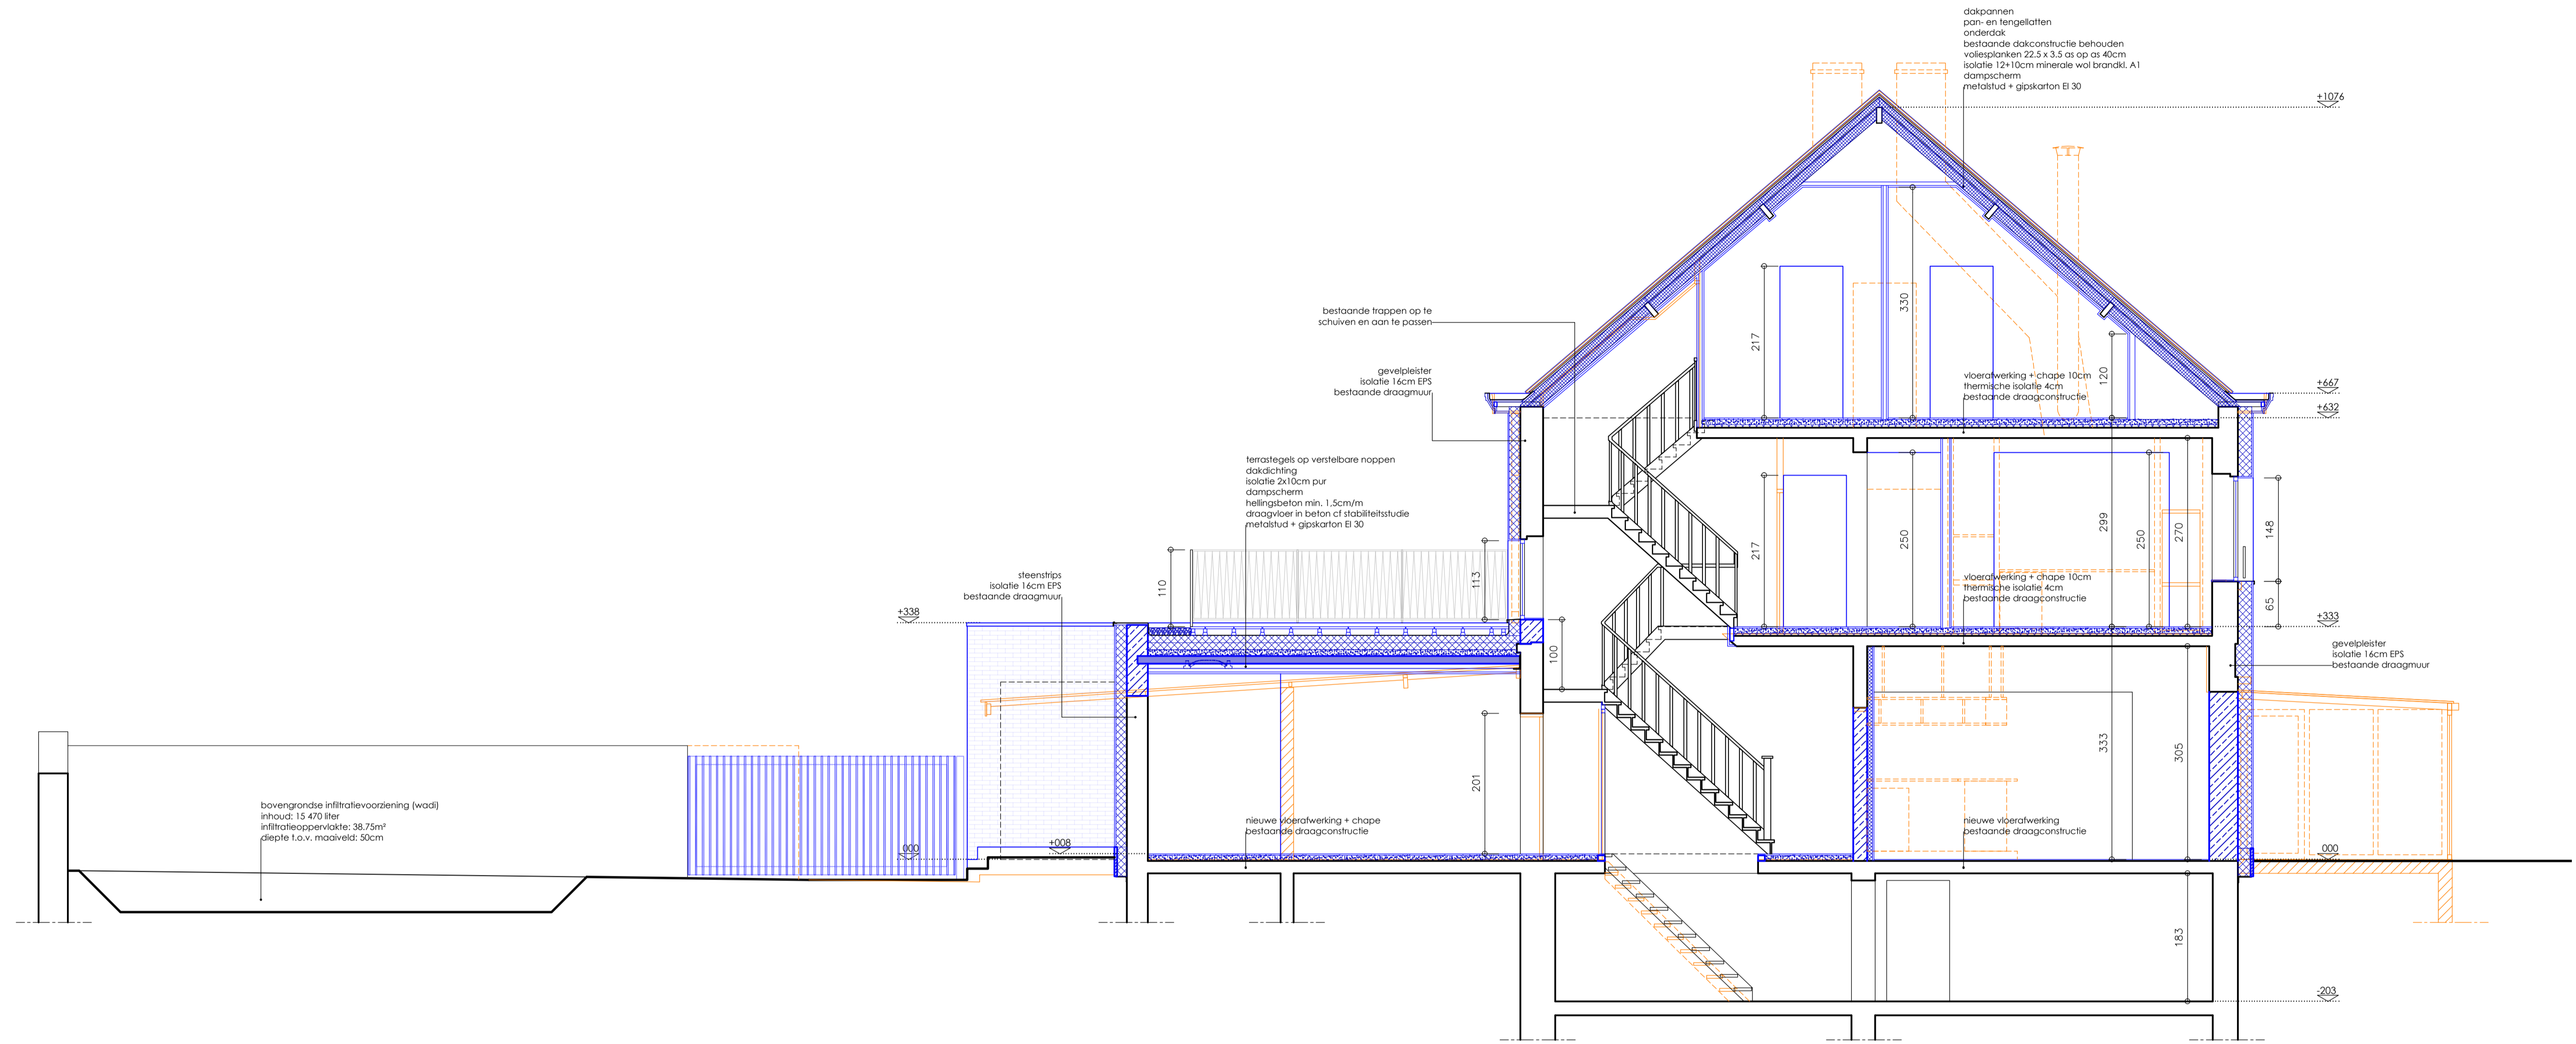 dakpannen
pan- en tengellatten
onderdak
bestaande dakconstructie behouden
voliesplanken 22.5 x 3.5 as op as 40cm
isolatie 12+10cm minerale wol brandkl. A1
dampscherm
metalstud + gipskarton EI 30
+1076
330
217
120
bestaande trappen op te
schuiven en aan te passen
gevelpleister
isolatie 16cm EPS
bestaande draagmuur
vloerafwerking + chape 10cm
thermische isolatie 4cm
bestaande draagconstructie
+667
+632
terrastegels op verstelbare noppen
dakdichting
isolatie 2x10cm pur
dampscherm
hellingsbeton min. 1,5cm/m
draagvloer in beton cf stabiliteitsstudie
metalstud + gipskarton EI 30
217
250
299
250
270
148
65
steenstrips
isolatie 16cm EPS
bestaande draagmuur
110
113
vloerafwerking + chape 10cm
thermische isolatie 4cm
bestaande draagconstructie
+338
+333
100
gevelpleister
isolatie 16cm EPS
bestaande draagmuur
201
333
305
bovengrondse infiltratievoorziening (wadi)
inhoud: 15 470 liter
infiltratieoppervlakte: 38.75m²
diepte t.o.v. maaiveld: 50cm
nieuwe vloerafwerking + chape
bestaande draagconstructie
nieuwe vloerafwerking
bestaande draagconstructie
000
+008
000
183
-203